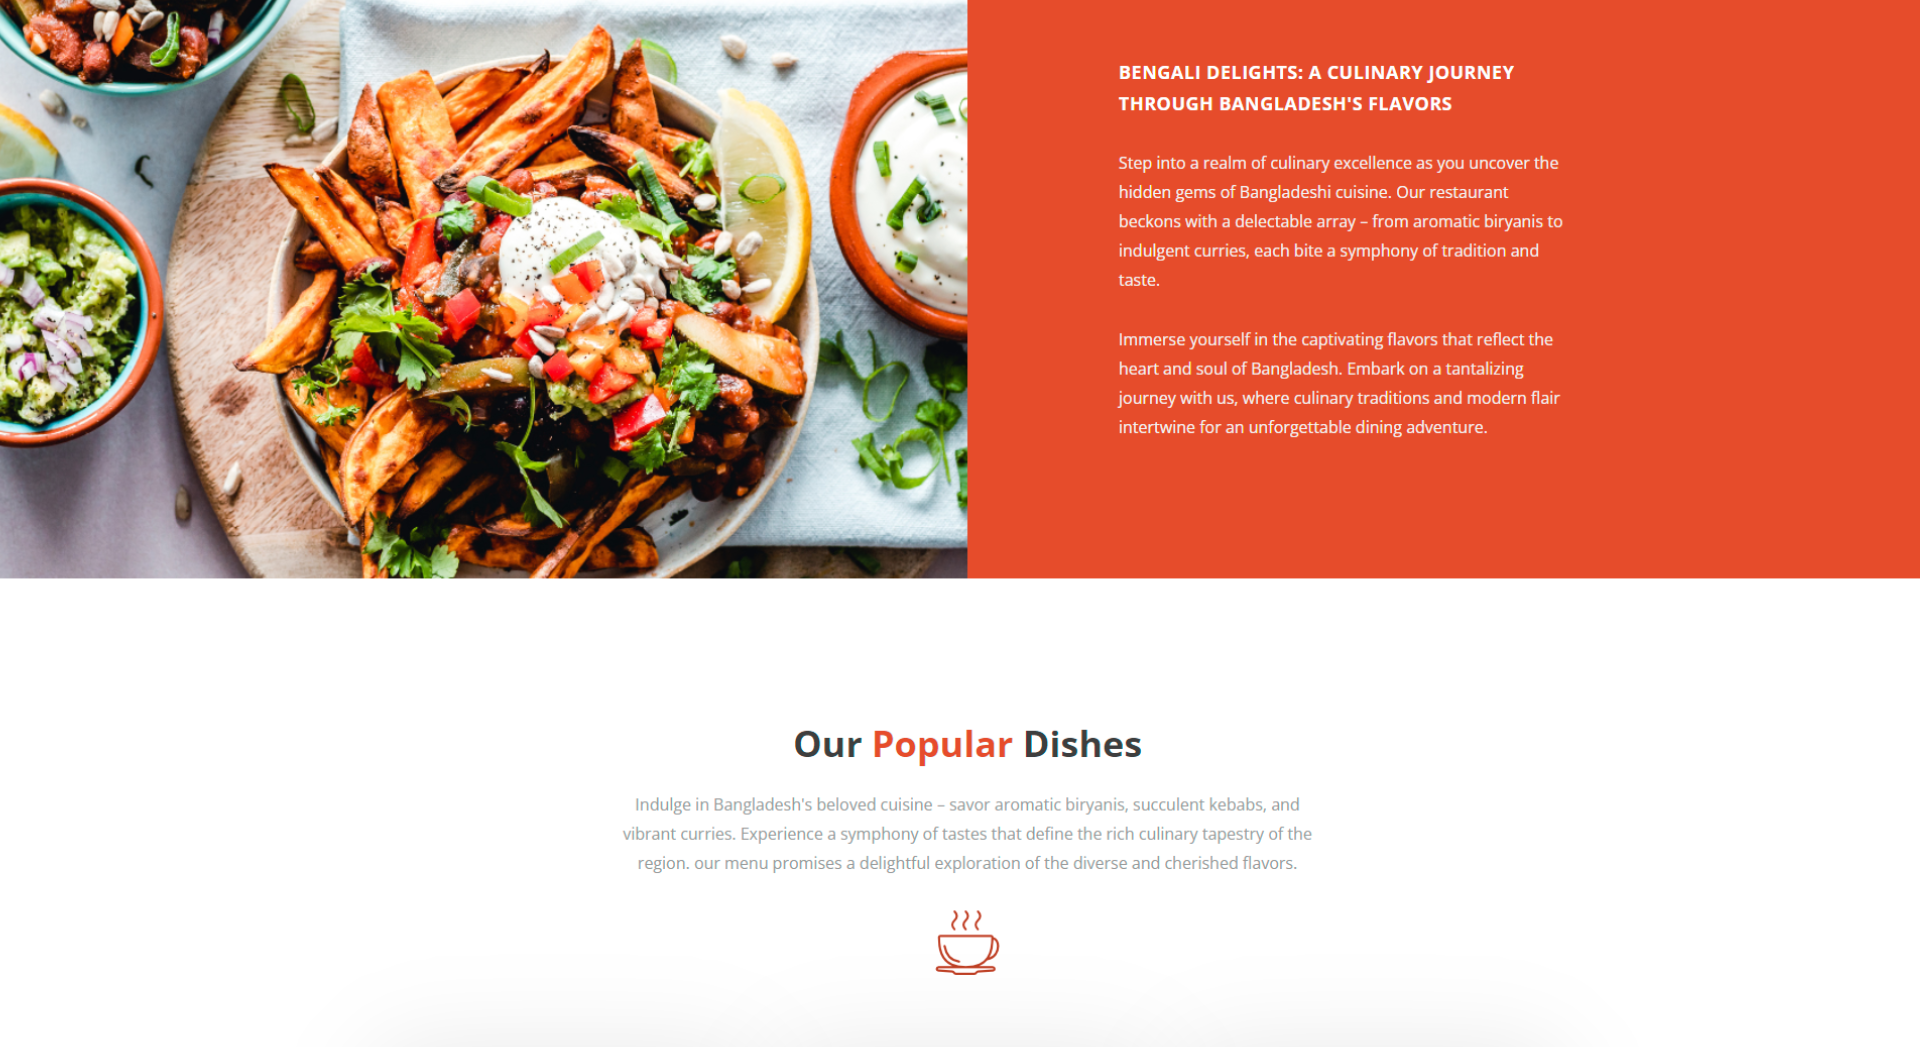 BENGALI DELIGHTS: A CULINARY JOURNEY
THROUGH BANGLADESH'S FLAVORS
Step into a realm of culinary excellence as you uncover the
hidden gems of Bangladeshi cuisine. Our restaurant
beckons with a delectable array – from aromatic biryanis to
indulgent curries, each bite a symphony of tradition and
taste.
Immerse yourself in the captivating flavors that reflect the
heart and soul of Bangladesh. Embark on a tantalizing
journey with us, where culinary traditions and modern flair
intertwine for an unforgettable dining adventure.
Our Popular Dishes
Indulge in Bangladesh's beloved cuisine – savor aromatic biryanis, succulent kebabs, and
vibrant curries. Experience a symphony of tastes that define the rich culinary tapestry of the
region. our menu promises a delightful exploration of the diverse and cherished flavors.